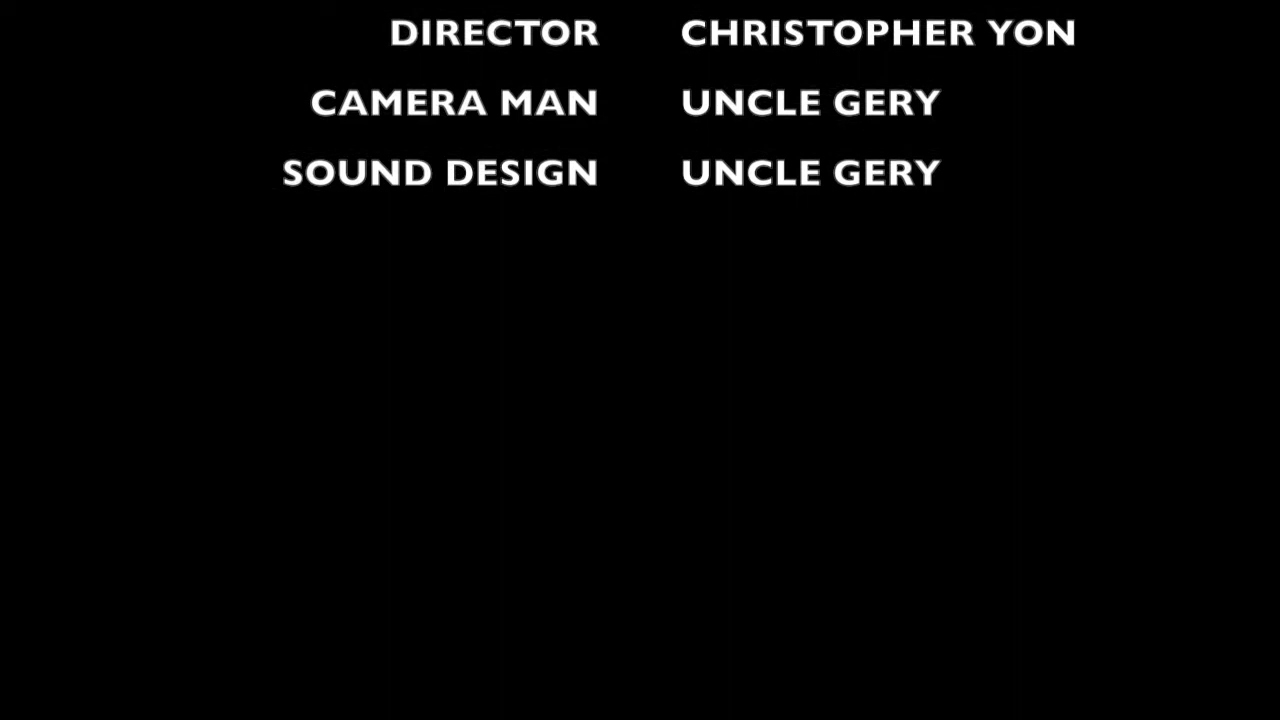 DIRECTOR CHRISTOPHER YON
CAMERA MAN UNCLE GERY
SOUND DESIGN UNCLE GERY